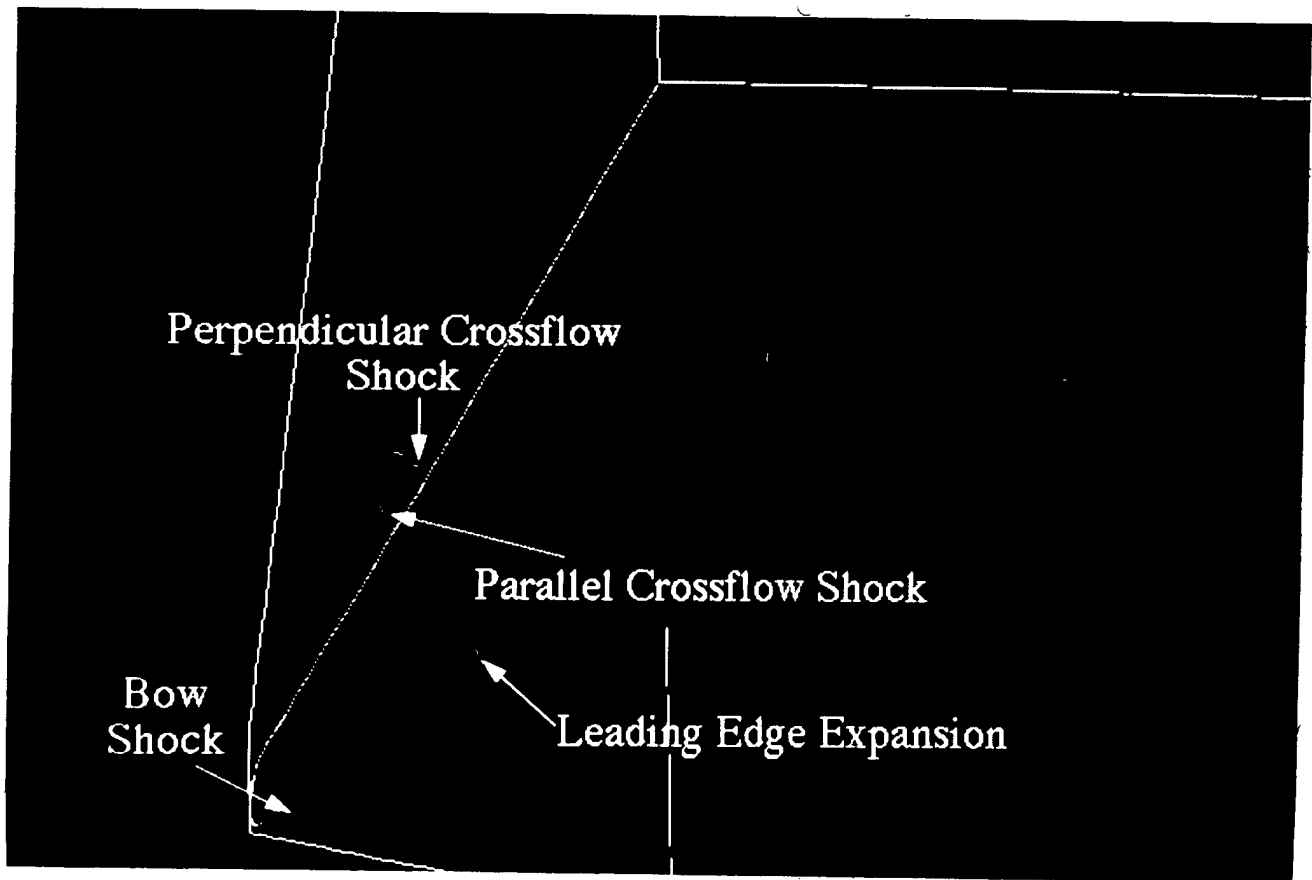 Perpendicular Crossflow
Shock
Parallel Crossflow Shock
Bow
Shock
Leading Edge Expansion